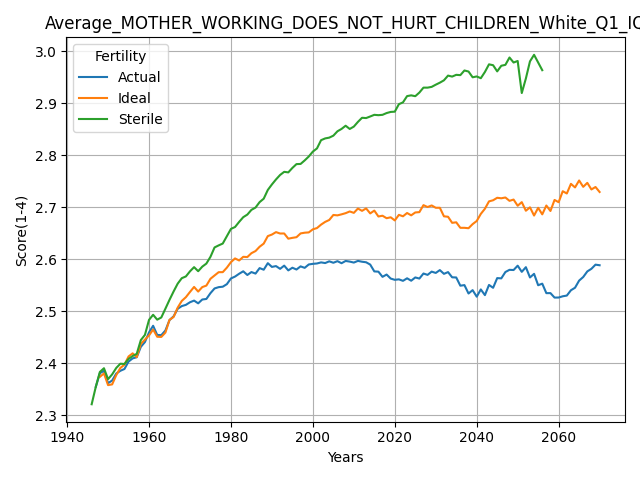 Average_MOTHER_WORKING_DOES_NOT_HURT_CHILDREN_White_Q1_IQ
Fertility
Actual
Ideal
Sterile
Score(1-4)
3.0
2.9
2.8
2.7
2.6
2.5
2.4
2.3
1940 1960 1980 2000 2020 2040 2060
Years